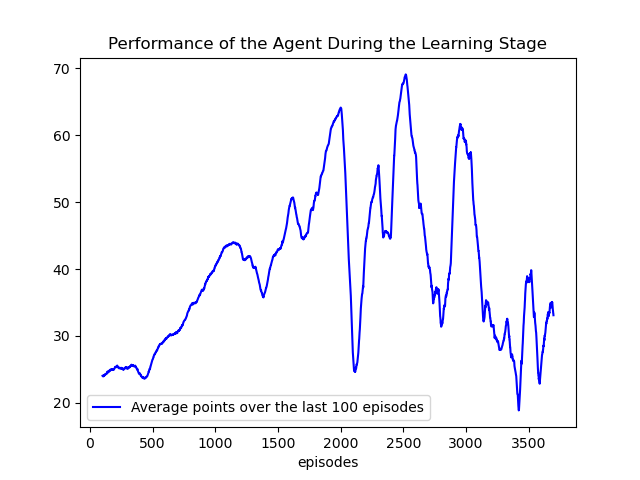 Performance of the Agent During the Learning Stage
70
60
50
40
30
20
Average points over the last 100 episodes
0 500 1000 1500 2000 2500 3000 3500
episodes